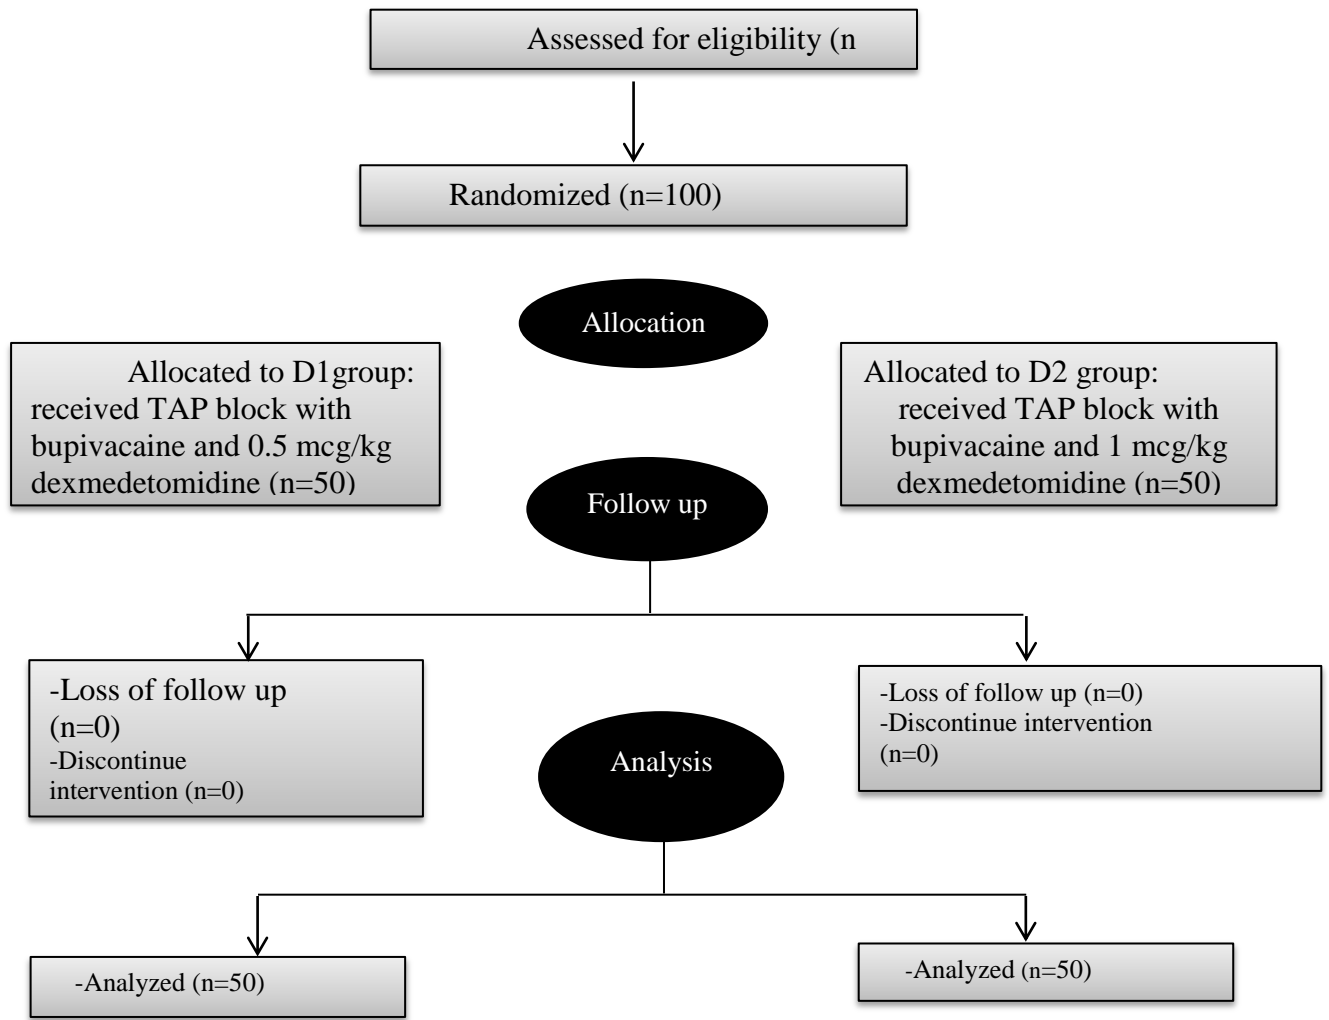 Assessed for eligibility (n
Randomized (n=100)
Allocation
Allocated to D1group:
received TAP block with
bupivacaine and 0.5 mcg/kg
dexmedetomidine (n=50)
Allocated to D2 group:
received TAP block with
bupivacaine and 1 mcg/kg
dexmedetomidine (n=50)
Follow up
-Loss of follow up
(n=0)
-Discontinue
intervention (n=0)
-Loss of follow up (n=0)
-Discontinue intervention
(n=0)
Analysis
-Analyzed (n=50)
-Analyzed (n=50)